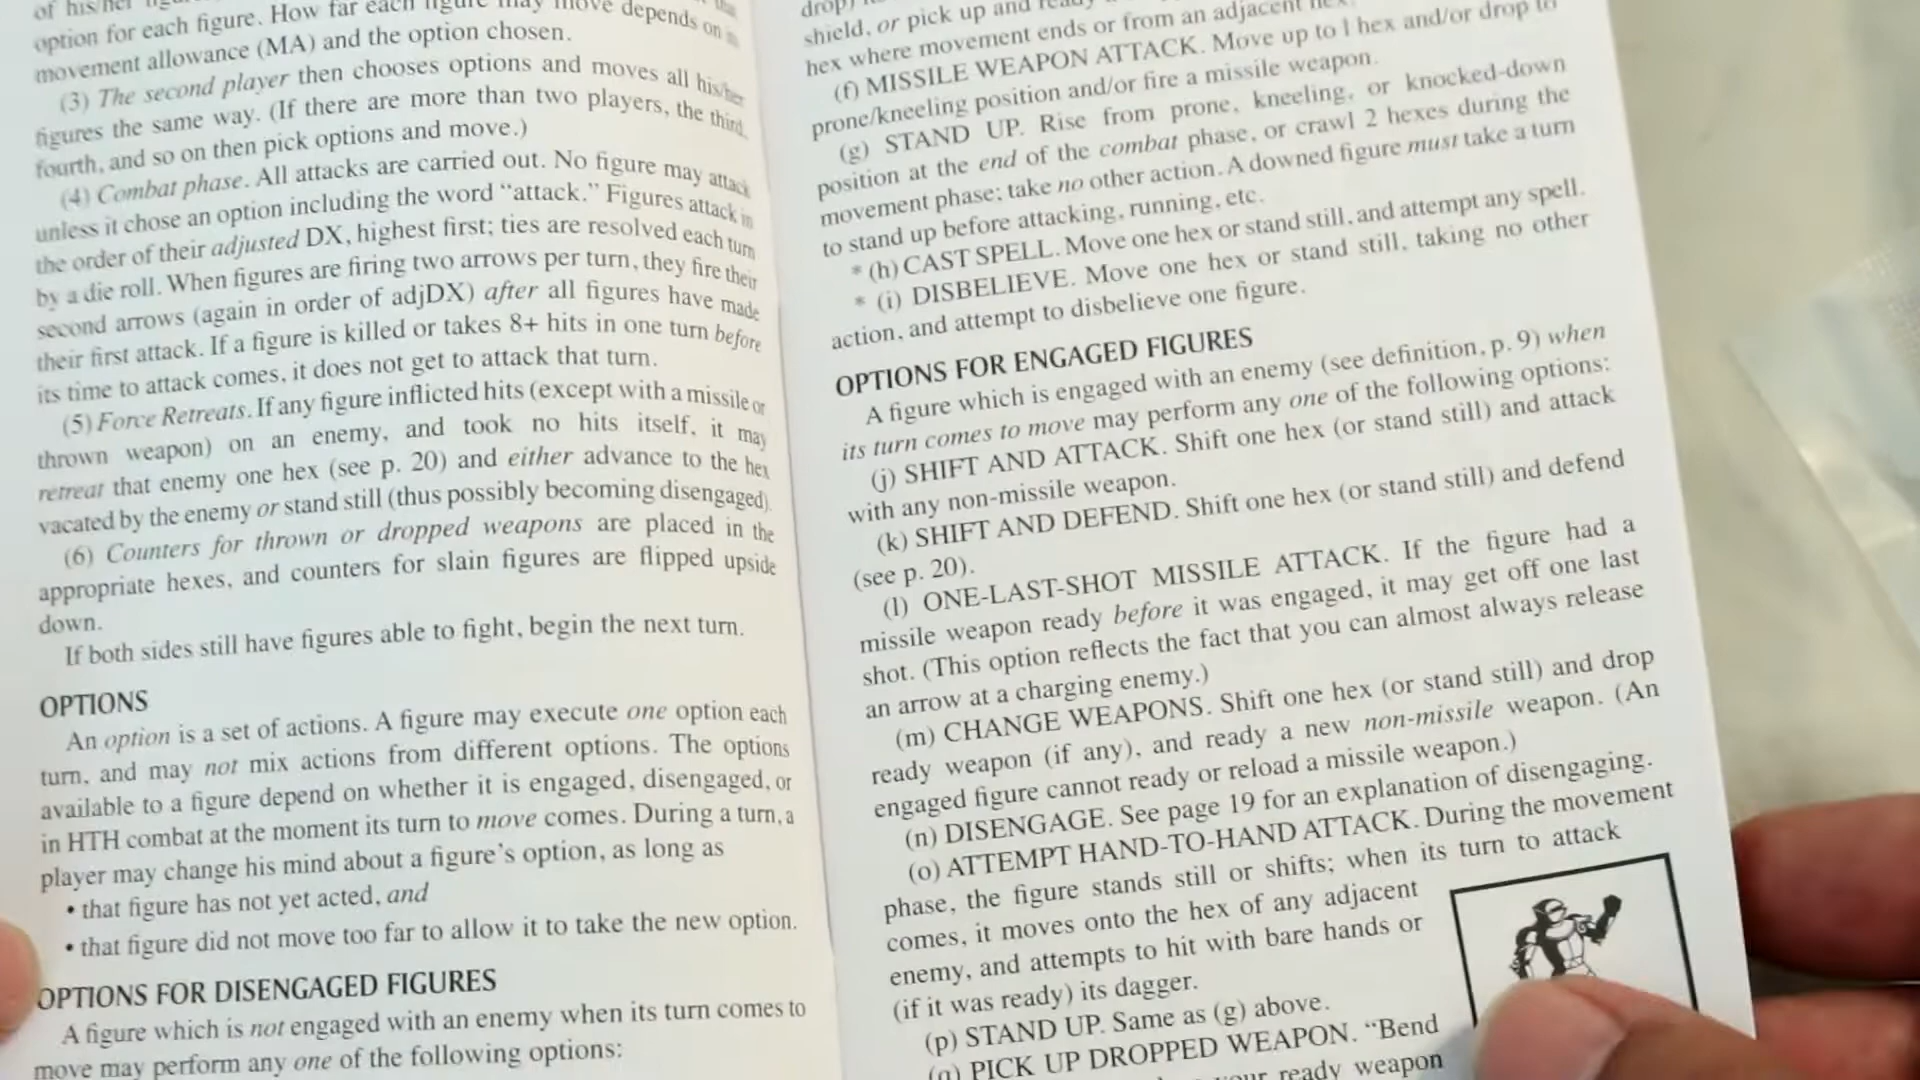 of his/her
option for each figure. How far each figure may move depends on
movement allowance (MA) and the option chosen.
(3) The second player then chooses options and moves all his/her
figures the same way. (If there are more than two players, the third,
fourth, and so on then pick options and move.)
(4) Combat phase. All attacks are carried out. No figure may attack
unless it chose an option including the word “attack.” Figures attack in
the order of their adjusted DX, highest first; ties are resolved each turn
by a die roll. When figures are firing two arrows per turn, they fire their
second arrows (again in order of adjDX) after all figures have made
their first attack. If a figure is killed or takes 8+ hits in one turn before
its time to attack comes, it does not get to attack that turn.
(5) Force Retreats. If any figure inflicted hits (except with a missile or
thrown weapon) on an enemy, and took no hits itself, it may
retreat that enemy one hex (see p. 20) and either advance to the hex
vacated by the enemy or stand still (thus possibly becoming disengaged).
(6) Counters for thrown or dropped weapons are placed in the
appropriate hexes, and counters for slain figures are flipped upside
down.
If both sides still have figures able to fight, begin the next turn.
OPTIONS
An option is a set of actions. A figure may execute one option each
turn, and may not mix actions from different options. The options
available to a figure depend on whether it is engaged, disengaged, or
in HTH combat at the moment its turn to move comes. During a turn, a
player may change his mind about a figure’s option, as long as
• that figure has not yet acted, and
• that figure did not move too far to allow it to take the new option.
OPTIONS FOR DISENGAGED FIGURES
A figure which is not engaged with an enemy when its turn comes to
move may perform any one of the following options:
drop)
shield, or pick up and ready
hex where movement ends or from an adjacent hex.
(f) MISSILE WEAPON ATTACK. Move up to 1 hex and/or drop to
prone/kneeling position and/or fire a missile weapon.
(g) STAND UP. Rise from prone, kneeling, or knocked-down
position at the end of the combat phase, or crawl 2 hexes during the
movement phase; take no other action. A downed figure must take a turn
to stand up before attacking, running, etc.
* (h) CAST SPELL. Move one hex or stand still, and attempt any spell.
* (i) DISBELIEVE. Move one hex or stand still, taking no other
action, and attempt to disbelieve one figure.
OPTIONS FOR ENGAGED FIGURES
A figure which is engaged with an enemy (see definition, p. 9) when
its turn comes to move may perform any one of the following options:
(j) SHIFT AND ATTACK. Shift one hex (or stand still) and attack
with any non-missile weapon.
(k) SHIFT AND DEFEND. Shift one hex (or stand still) and defend
(see p. 20).
(l) ONE-LAST-SHOT MISSILE ATTACK. If the figure had a
missile weapon ready before it was engaged, it may get off one last
shot. (This option reflects the fact that you can almost always release
an arrow at a charging enemy.)
(m) CHANGE WEAPONS. Shift one hex (or stand still) and drop
ready weapon (if any), and ready a new non-missile weapon. (An
engaged figure cannot ready or reload a missile weapon.)
(n) DISENGAGE. See page 19 for an explanation of disengaging.
(o) ATTEMPT HAND-TO-HAND ATTACK. During the movement
phase, the figure stands still or shifts; when its turn to attack
comes, it moves onto the hex of any adjacent
enemy, and attempts to hit with bare hands or
(if it was ready) its dagger.
(p) STAND UP. Same as (g) above.
(q) PICK UP DROPPED WEAPON. “Bend
your ready weapon